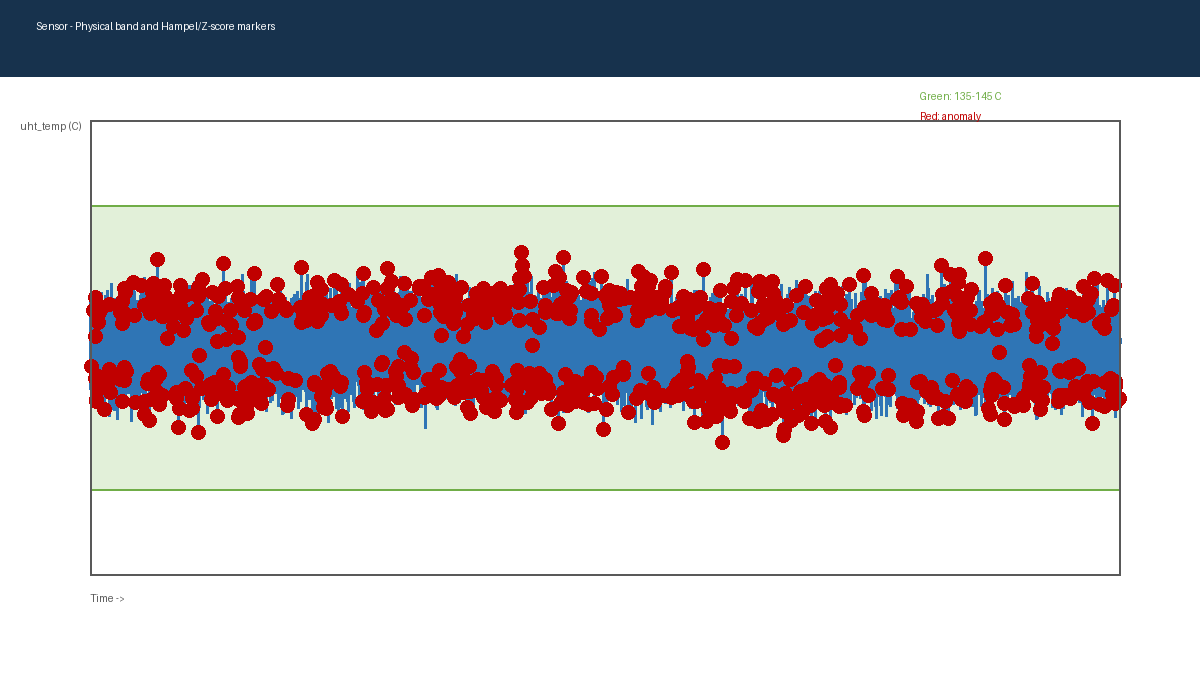 Sensor - Physical band and Hampel/Z-score markers
Green: 135-145 C
Red: anomaly
uht_temp (C)
Time ->